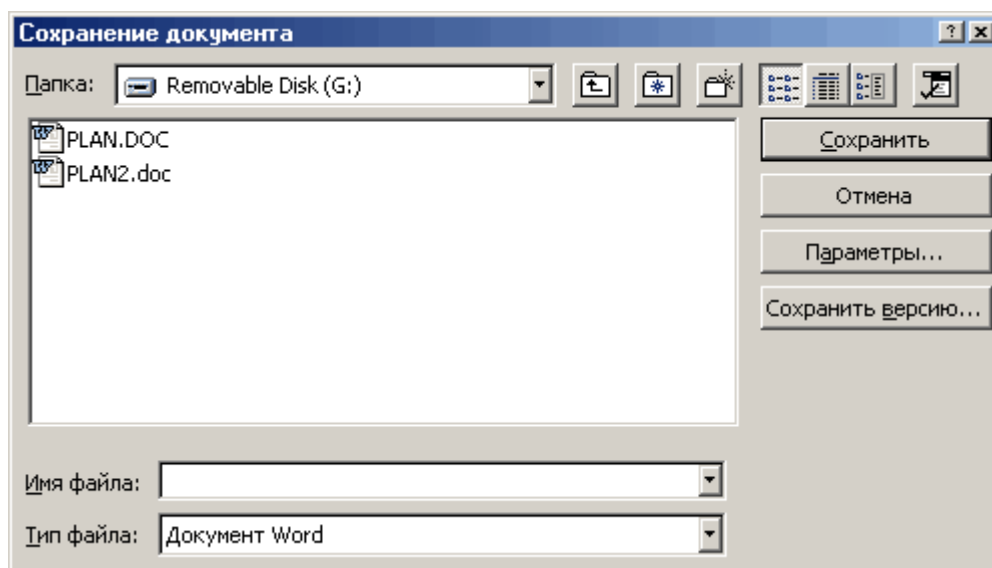 Сохранение документа
Папка: Removable Disk (G:)
PLAN.DOC
PLAN2.doc
Сохранить
Отмена
Параметры...
Сохранить версию...
Имя файла:
Тип файла: Документ Word